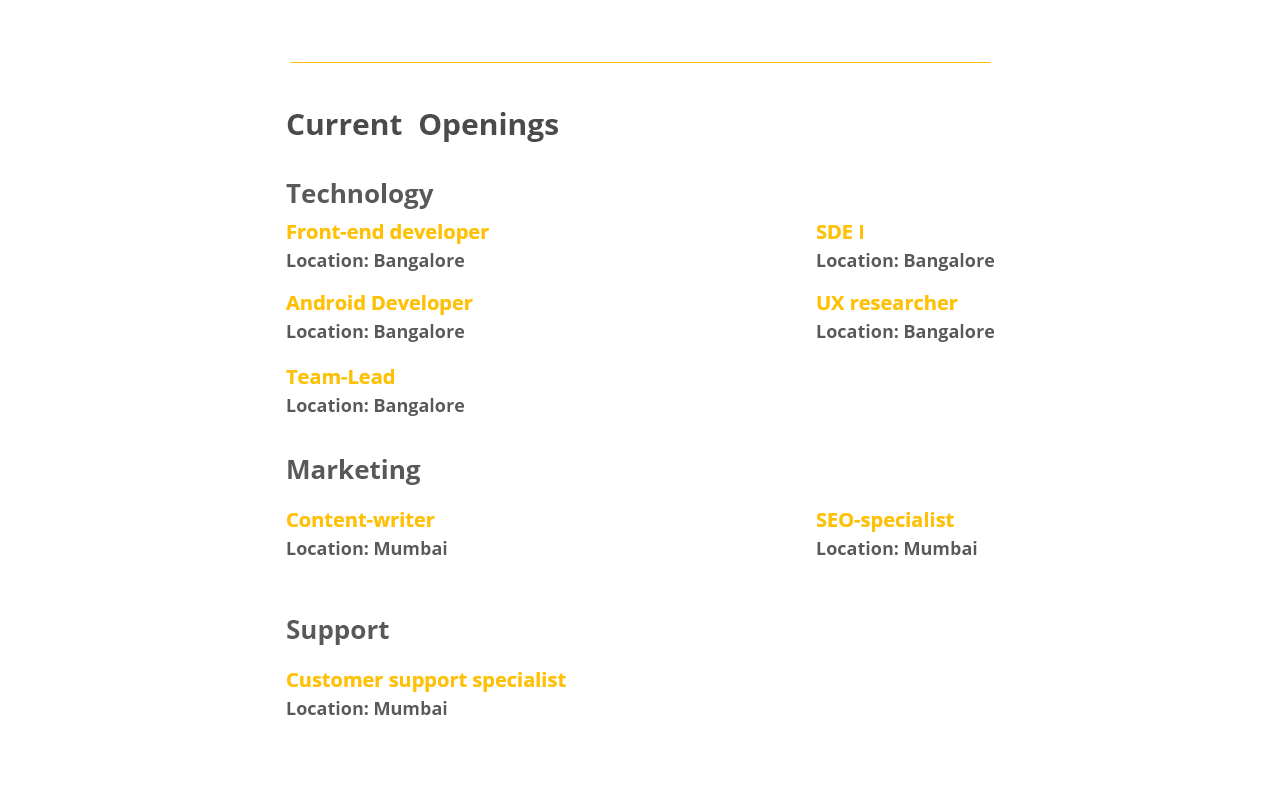 Current Openings
Technology
Front-end developer
Location: Bangalore
SDE I
Location: Bangalore
Android Developer
Location: Bangalore
UX researcher
Location: Bangalore
Team-Lead
Location: Bangalore
Marketing
Content-writer
Location: Mumbai
SEO-specialist
Location: Mumbai
Support
Customer support specialist
Location: Mumbai